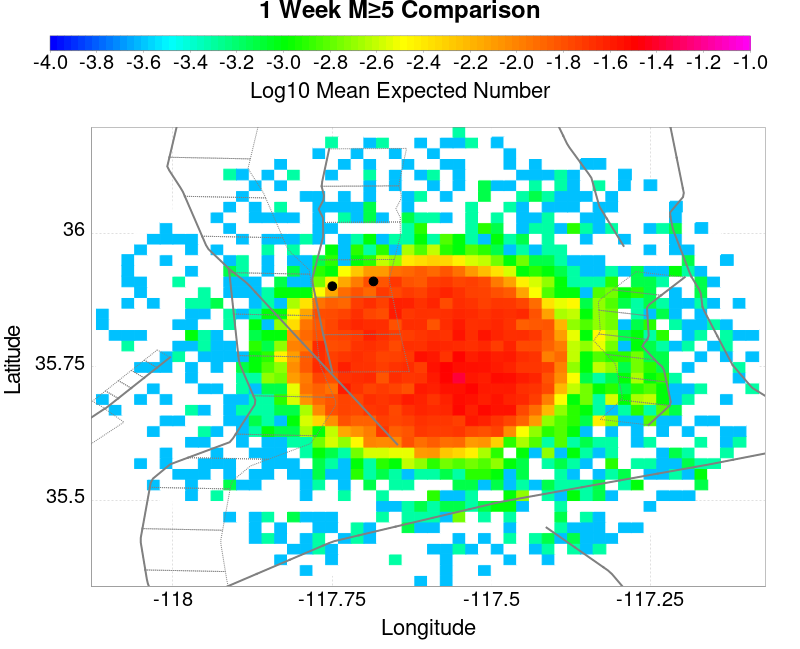 1 Week M≥5 Comparison
-4.0 -3.8 -3.6 -3.4 -3.2 -3.0 -2.8 -2.6 -2.4 -2.2 -2.0 -1.8 -1.6 -1.4 -1.2 -1.0
Log10 Mean Expected Number
36
35.75
35.5
Latitude
-118 -117.75 -117.5 -117.25
Longitude